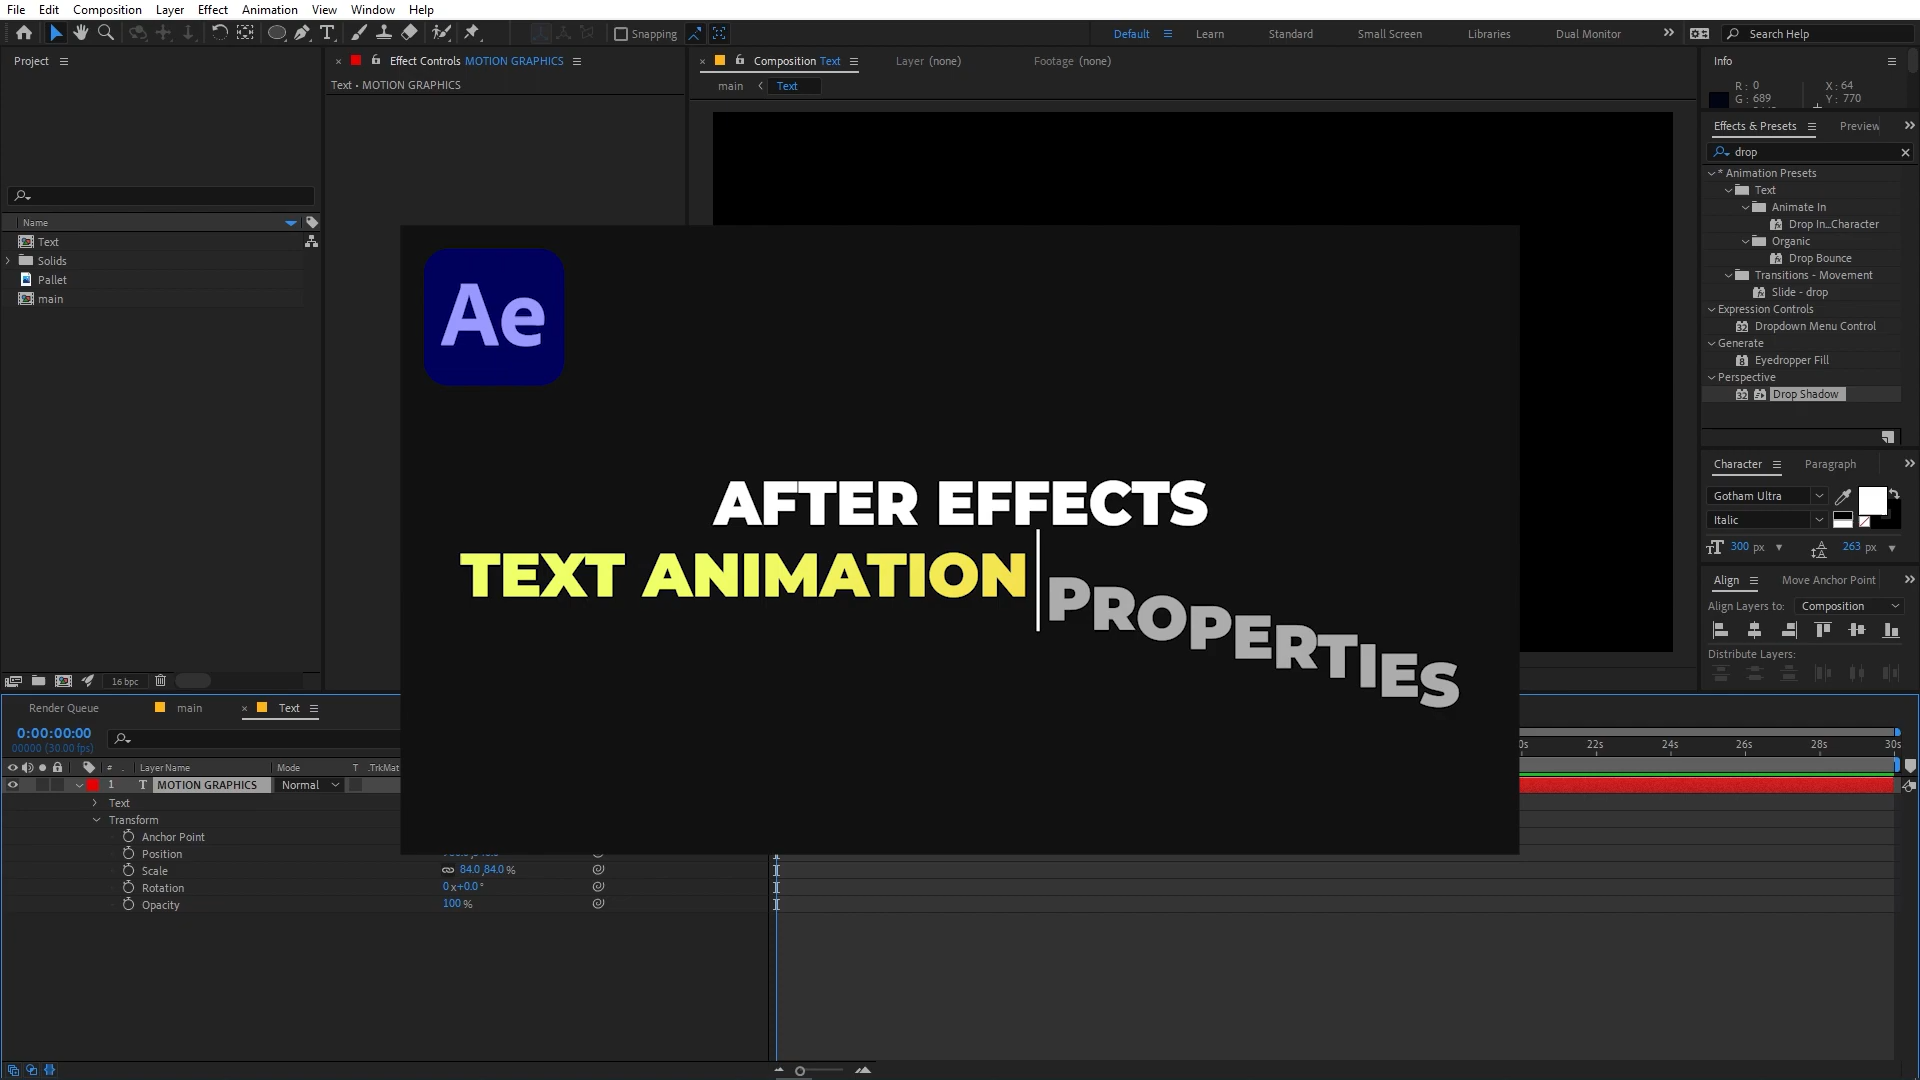 File Edit Composition Layer Effect Animation View Window Help
Snapping
Default Learn Standard Small Screen Libraries Dual Monitor Search Help
Project
Name
Text
Solids
Pallet
main
16 bpc
Effect Controls MOTION GRAPHICS
Text • MOTION GRAPHICS
Composition Text Layer (none) Footage (none)
main Text
Ae
AFTER EFFECTS
TEXT ANIMATION PROPERTIES
Info
R : 0 X : 64
G : 689 Y : 770
Effects & Presets Preview
drop
* Animation Presets
Text
Animate In
Drop In...Character
Organic
Drop Bounce
Transitions - Movement
Slide - drop
Expression Controls
32 Dropdown Menu Control
Generate
8 Eyedropper Fill
Perspective
32 Drop Shadow
Character Paragraph
Gotham Ultra
Italic
300 px 263 px
Align Move Anchor Point
Align Layers to: Composition
Distribute Layers:
Render Queue main Text
0:00:00:00
00000 (30.00 fps)
# Layer Name Mode T .TrkMat
1 T MOTION GRAPHICS Normal
Text
Transform
Anchor Point
Position
Scale 84.0,84.0 %
Rotation 0 x+0.0 °
Opacity 100 %
22s 24s 26s 28s 30s